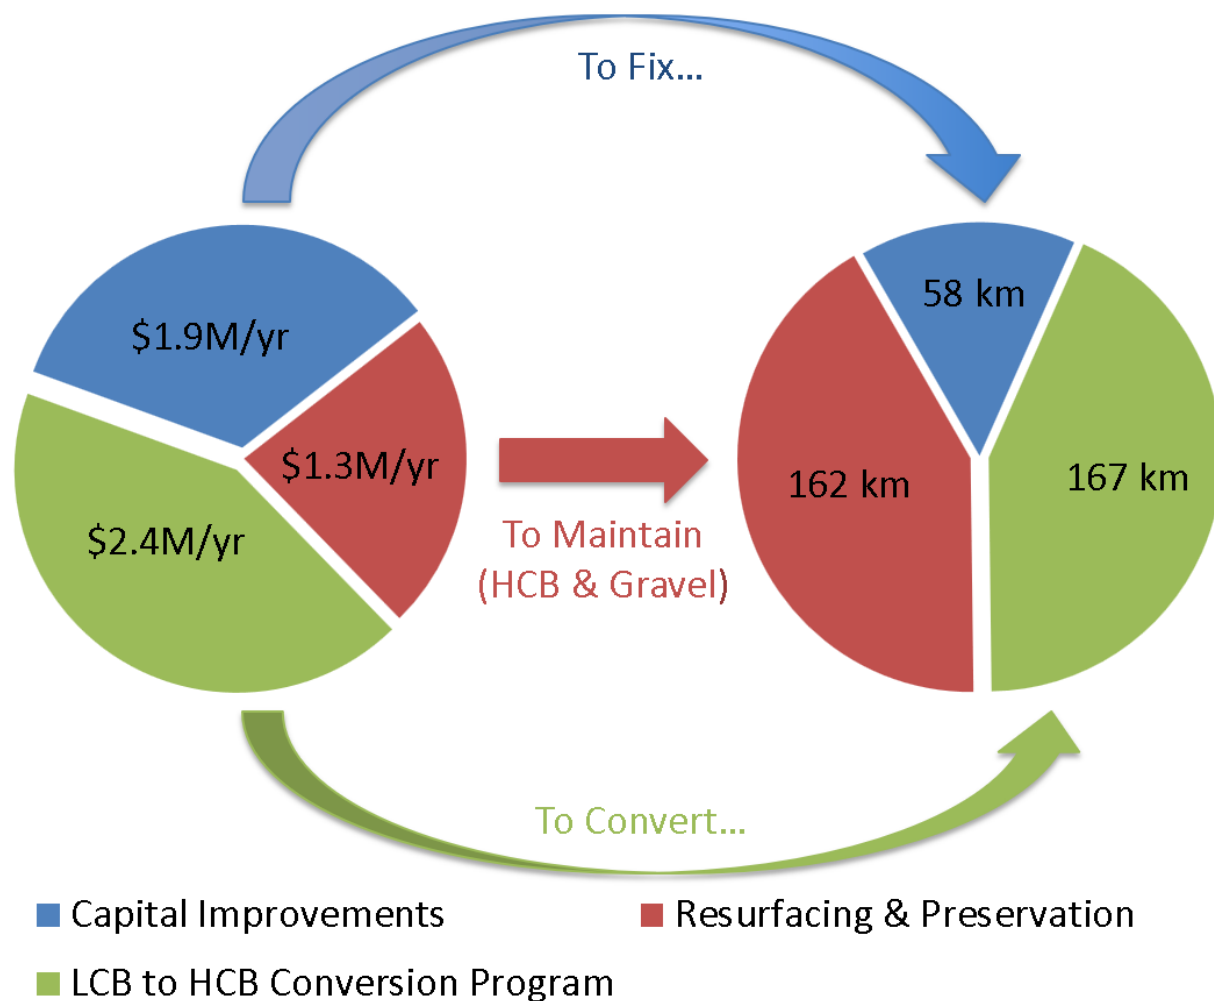 To Fix...
$1.9M/yr
58 km
$1.3M/yr
162 km
167 km
$2.4M/yr
To Maintain
(HCB & Gravel)
To Convert...
Capital Improvements
Resurfacing & Preservation
LCB to HCB Conversion Program